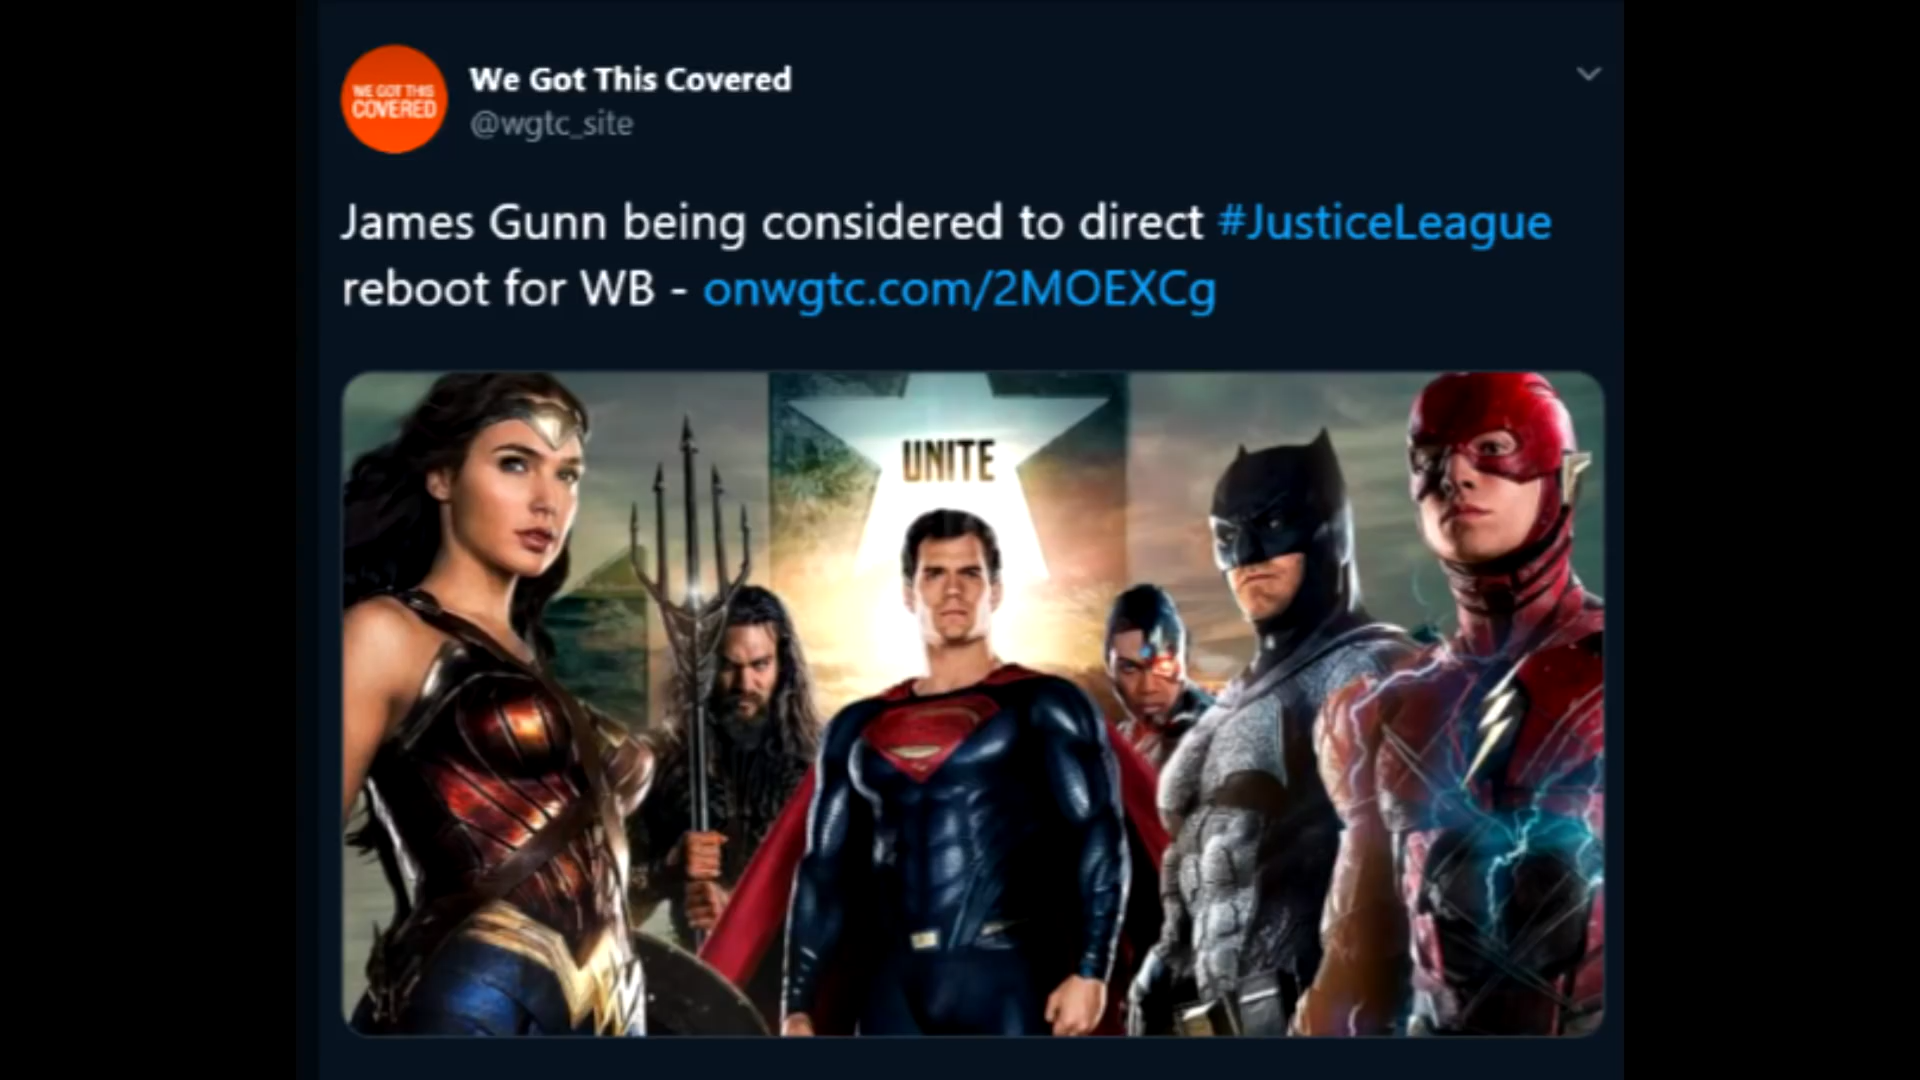 WE GOT THIS
COVERED
We Got This Covered
@wgtc_site
James Gunn being considered to direct #JusticeLeague
reboot for WB - onwgtc.com/2MOEXCg
UNITE